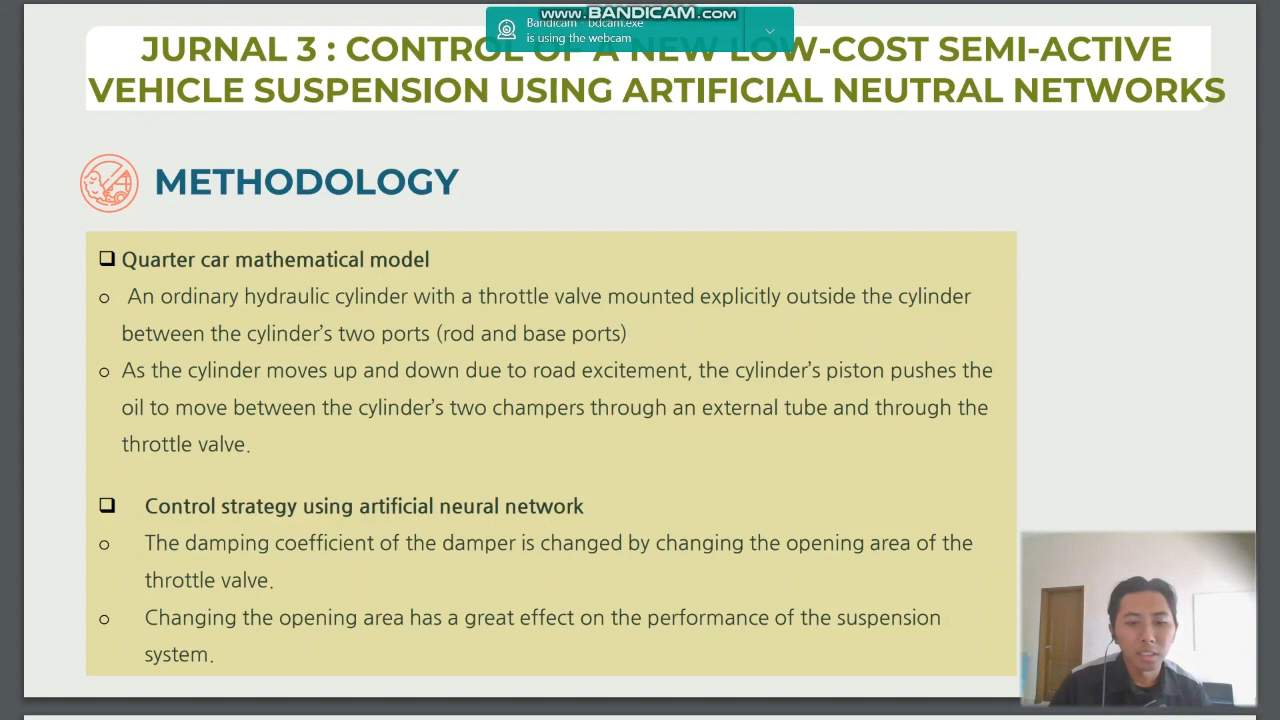 www.BANDICAM.com
Bandicam - bdcam.exe
is using the webcam
JURNAL 3 : CONTROL OF A NEW LOW-COST SEMI-ACTIVE
VEHICLE SUSPENSION USING ARTIFICIAL NEUTRAL NETWORKS
METHODOLOGY
Quarter car mathematical model
An ordinary hydraulic cylinder with a throttle valve mounted explicitly outside the cylinder
between the cylinder’s two ports (rod and base ports)
As the cylinder moves up and down due to road excitement, the cylinder’s piston pushes the
oil to move between the cylinder’s two champers through an external tube and through the
throttle valve.
Control strategy using artificial neural network
The damping coefficient of the damper is changed by changing the opening area of the
throttle valve.
Changing the opening area has a great effect on the performance of the suspension
system.